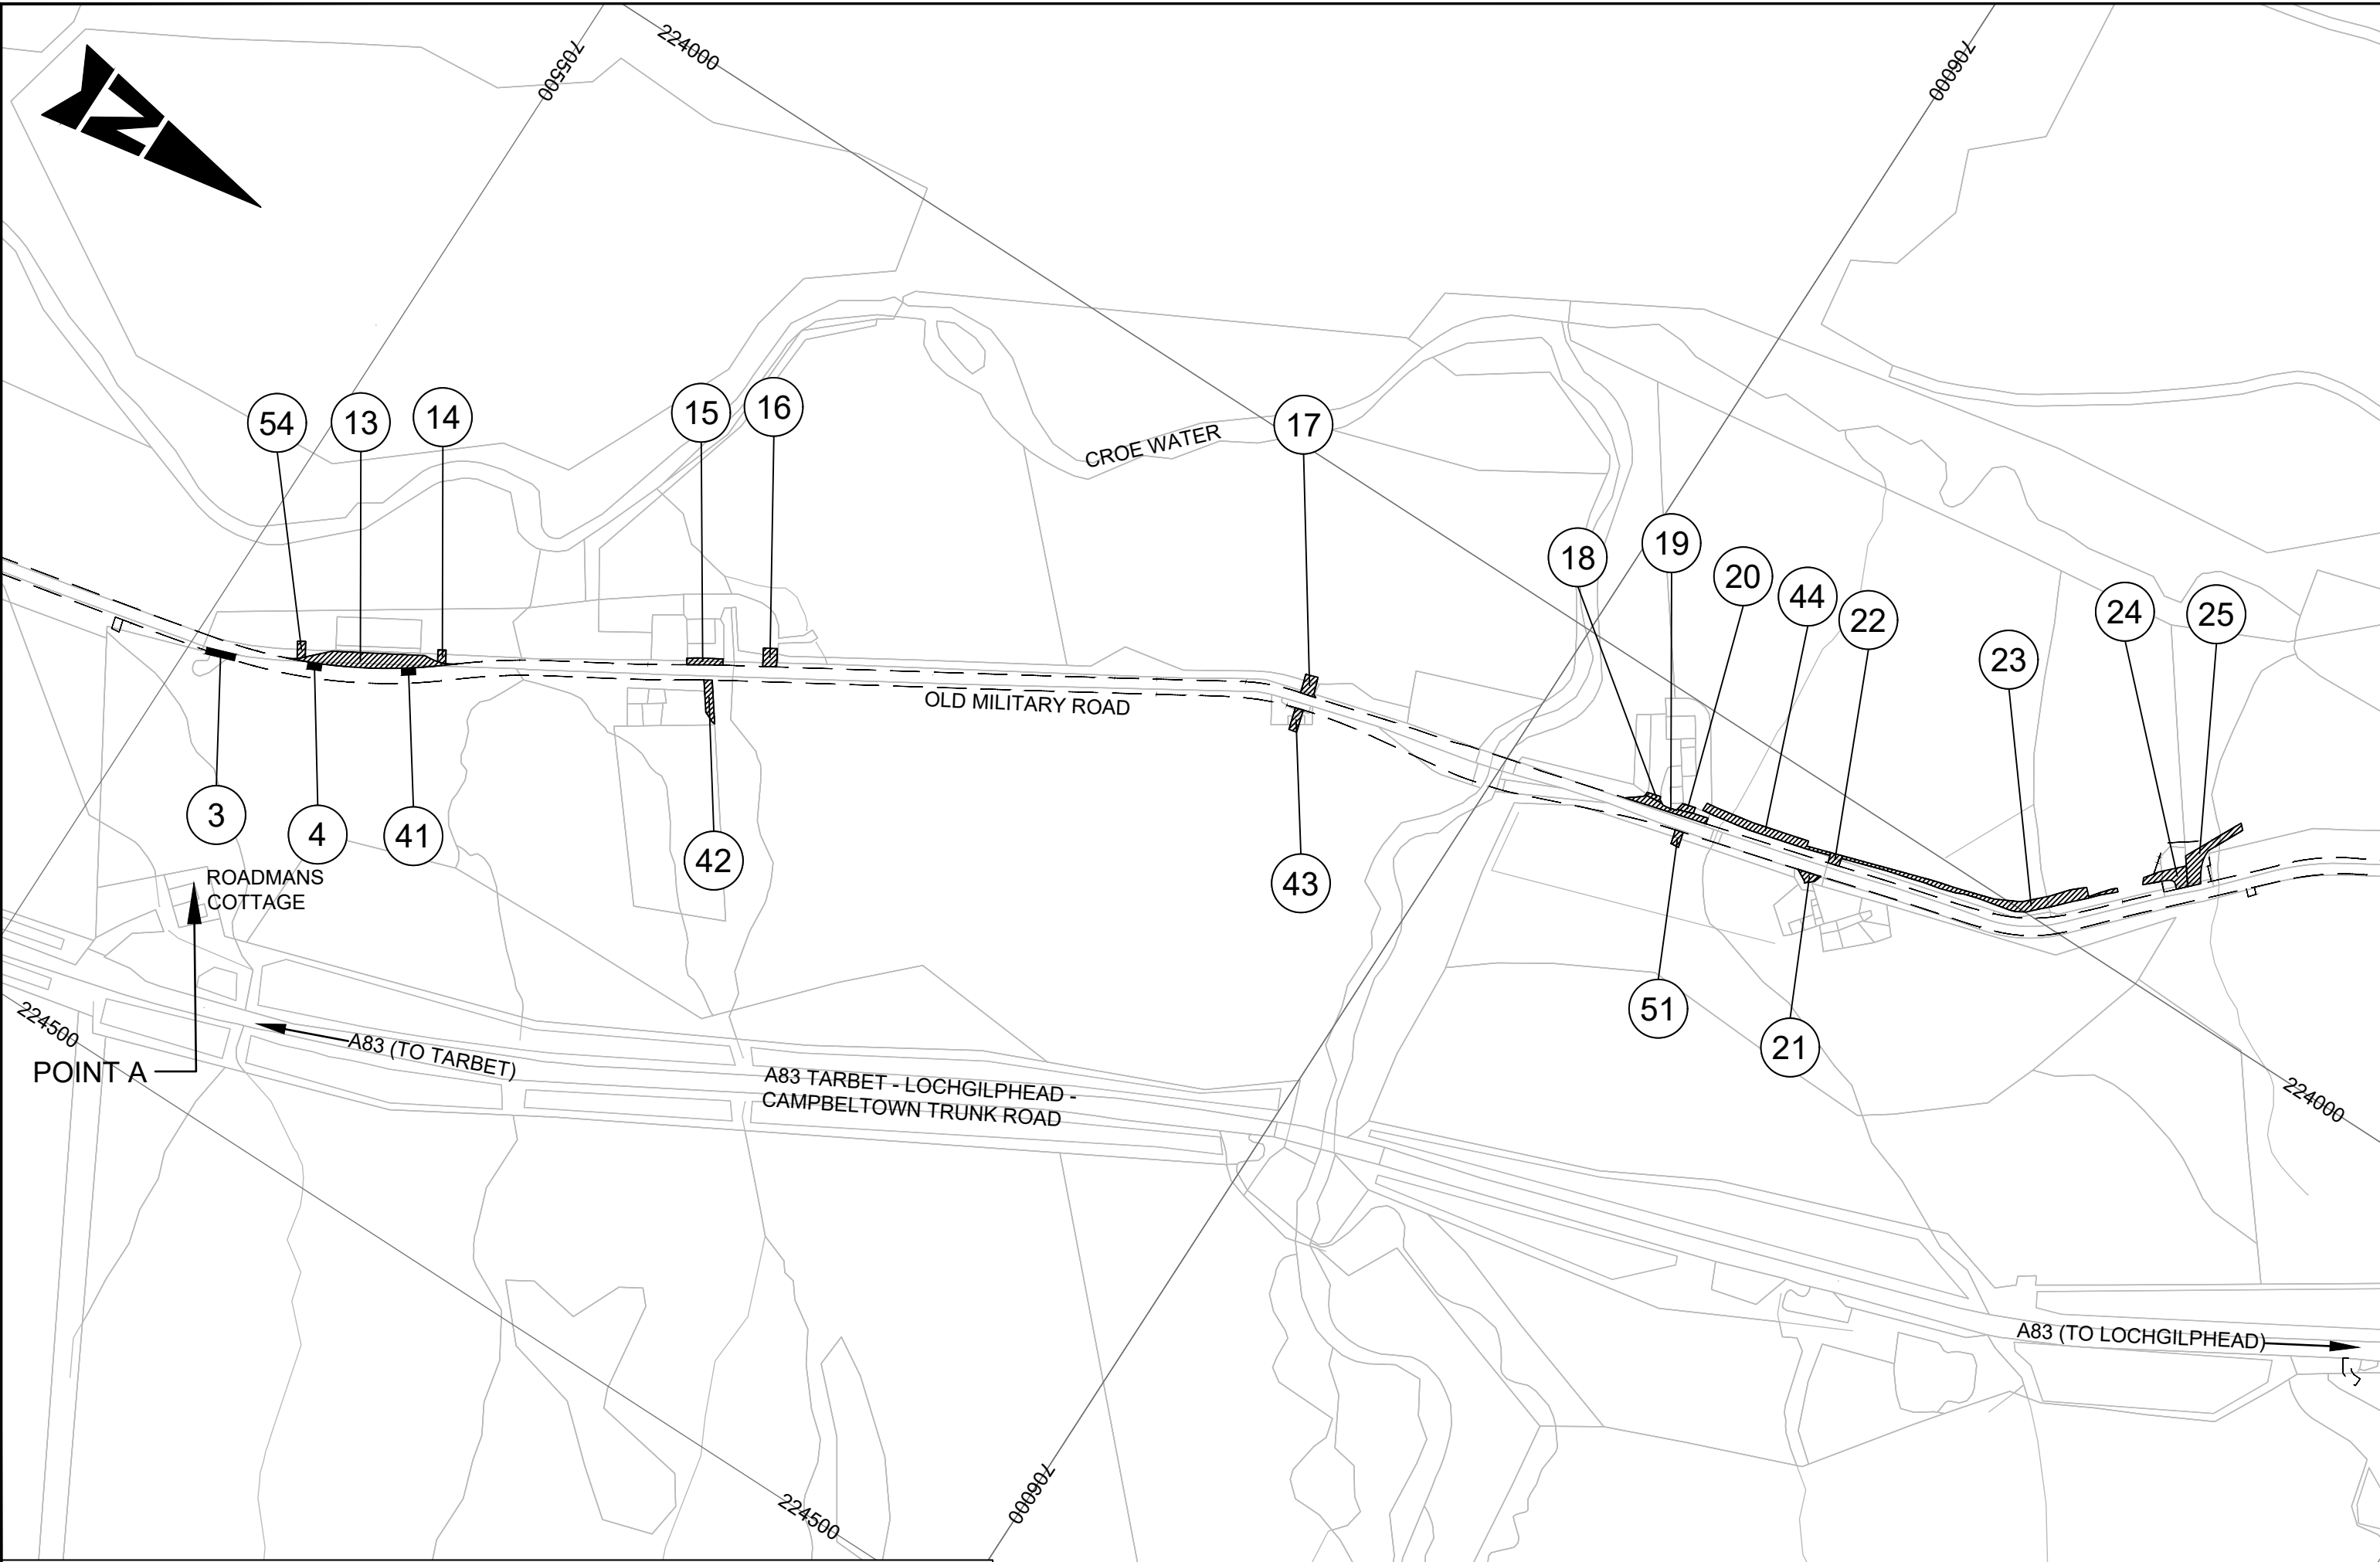 705500
224000
706000
N
54
13
14
15
16
17
CROE WATER
18
19
20
44
22
23
24
25
OLD MILITARY ROAD
3
4
41
42
43
51
21
ROADMANS
COTTAGE
POINT A
224500
A83 (TO TARBET)
A83 TARBET - LOCHGILPHEAD -
CAMPBELTOWN TRUNK ROAD
224000
A83 (TO LOCHGILPHEAD)
224500
706000